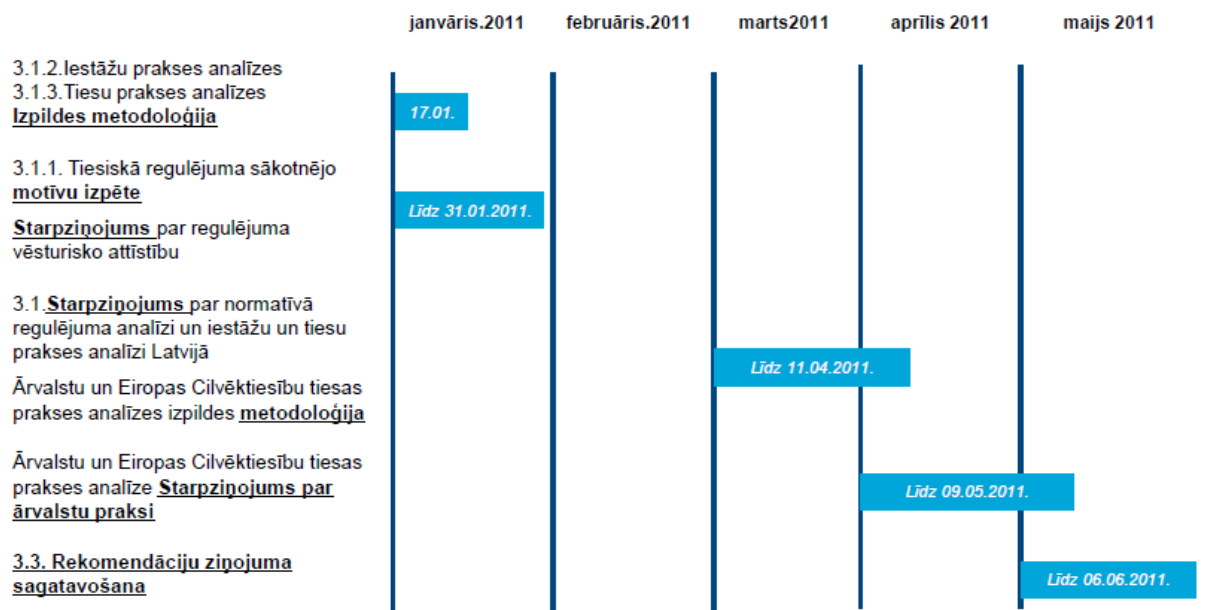 janvāris.2011 februāris.2011 marts2011 aprīlis 2011 maijs 2011
3.1.2.Iestāžu prakses analīzes
3.1.3.Tiesu prakses analīzes
Izpildes metodoloģija
17.01.
3.1.1. Tiesiskā regulējuma sākotnējo
motīvu izpēte
Līdz 31.01.2011.
Starpziņojums par regulējuma
vēsturisko attīstību
3.1.Starpziņojums par normatīvā
regulējuma analīzi un iestāžu un tiesu
prakses analīzi Latvijā
Līdz 11.04.2011.
Ārvalstu un Eiropas Cilvēktiesību tiesas
prakses analīzes izpildes metodoloģija
Ārvalstu un Eiropas Cilvēktiesību tiesas
prakses analīze Starpziņojums par
ārvalstu praksi
Līdz 09.05.2011.
3.3. Rekomendāciju ziņojuma
sagatavošana
Līdz 06.06.2011.